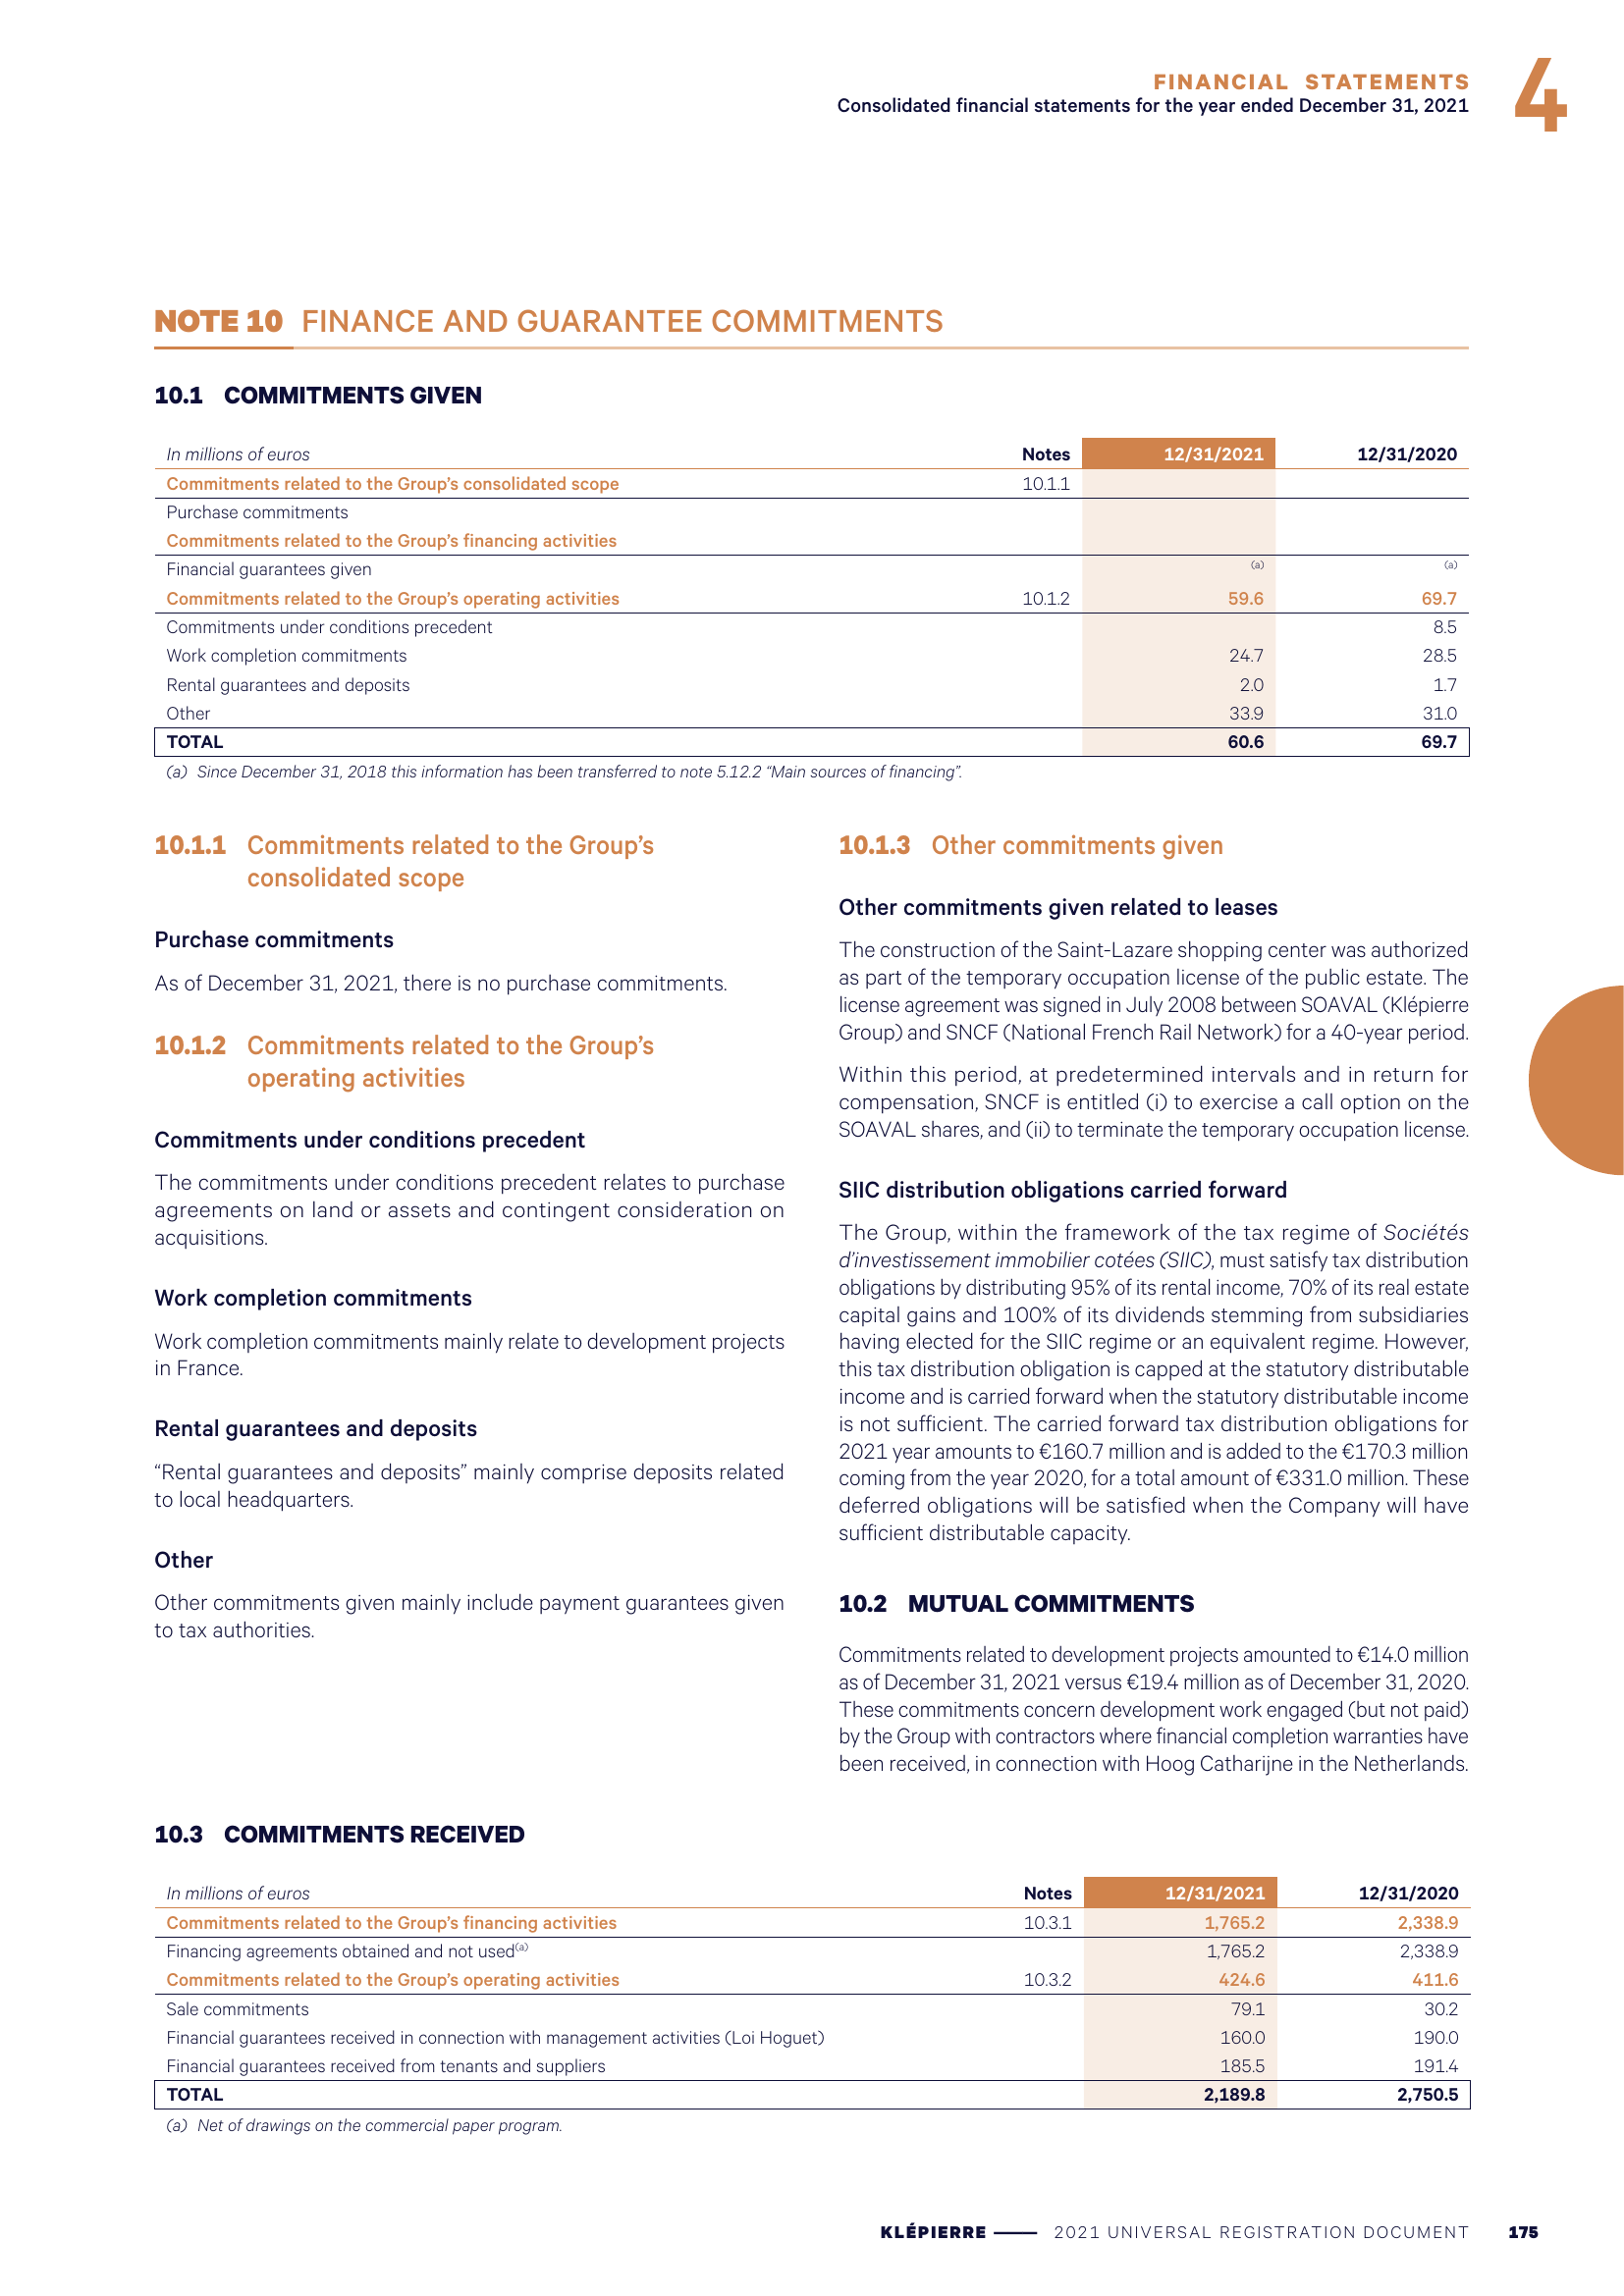 FINANCIAL STATEMENTS
Consolidated financial statements for the year ended December 31, 2021
4
NOTE 10 FINANCE AND GUARANTEE COMMITMENTS
10.1 COMMITMENTS GIVEN
In millions of euros Notes 12/31/2021 12/31/2020
Commitments related to the Group’s consolidated scope 10.1.1
Purchase commitments
Commitments related to the Group’s financing activities
Financial guarantees given (a) (a)
Commitments related to the Group’s operating activities 10.1.2 59.6 69.7
Commitments under conditions precedent 8.5
Work completion commitments 24.7 28.5
Rental guarantees and deposits 2.0 1.7
Other 33.9 31.0
TOTAL 60.6 69.7
(a) Since December 31, 2018 this information has been transferred to note 5.12.2 “Main sources of financing”.
10.1.1 Commitments related to the Group’s
consolidated scope
Purchase commitments
As of December 31, 2021, there is no purchase commitments.
10.1.2 Commitments related to the Group’s
operating activities
Commitments under conditions precedent
The commitments under conditions precedent relates to purchase
agreements on land or assets and contingent consideration on
acquisitions.
Work completion commitments
Work completion commitments mainly relate to development projects
in France.
Rental guarantees and deposits
“Rental guarantees and deposits” mainly comprise deposits related
to local headquarters.
Other
Other commitments given mainly include payment guarantees given
to tax authorities.
10.1.3 Other commitments given
Other commitments given related to leases
The construction of the Saint-Lazare shopping center was authorized
as part of the temporary occupation license of the public estate. The
license agreement was signed in July 2008 between SOAVAL (Klépierre
Group) and SNCF (National French Rail Network) for a 40-year period.
Within this period, at predetermined intervals and in return for
compensation, SNCF is entitled (i) to exercise a call option on the
SOAVAL shares, and (ii) to terminate the temporary occupation license.
SIIC distribution obligations carried forward
The Group, within the framework of the tax regime of Sociétés
d’investissement immobilier cotées (SIIC), must satisfy tax distribution
obligations by distributing 95% of its rental income, 70% of its real estate
capital gains and 100% of its dividends stemming from subsidiaries
having elected for the SIIC regime or an equivalent regime. However,
this tax distribution obligation is capped at the statutory distributable
income and is carried forward when the statutory distributable income
is not sufficient. The carried forward tax distribution obligations for
2021 year amounts to €160.7 million and is added to the €170.3 million
coming from the year 2020, for a total amount of €331.0 million. These
deferred obligations will be satisfied when the Company will have
sufficient distributable capacity.
10.2 MUTUAL COMMITMENTS
Commitments related to development projects amounted to €14.0 million
as of December 31, 2021 versus €19.4 million as of December 31, 2020.
These commitments concern development work engaged (but not paid)
by the Group with contractors where financial completion warranties have
been received, in connection with Hoog Catharijne in the Netherlands.
10.3 COMMITMENTS RECEIVED
In millions of euros Notes 12/31/2021 12/31/2020
Commitments related to the Group’s financing activities 10.3.1 1,765.2 2,338.9
Financing agreements obtained and not used(a) 1,765.2 2,338.9
Commitments related to the Group’s operating activities 10.3.2 424.6 411.6
Sale commitments 79.1 30.2
Financial guarantees received in connection with management activities (Loi Hoguet) 160.0 190.0
Financial guarantees received from tenants and suppliers 185.5 191.4
TOTAL 2,189.8 2,750.5
(a) Net of drawings on the commercial paper program.
KLÉPIERRE 2021 UNIVERSAL REGISTRATION DOCUMENT 175